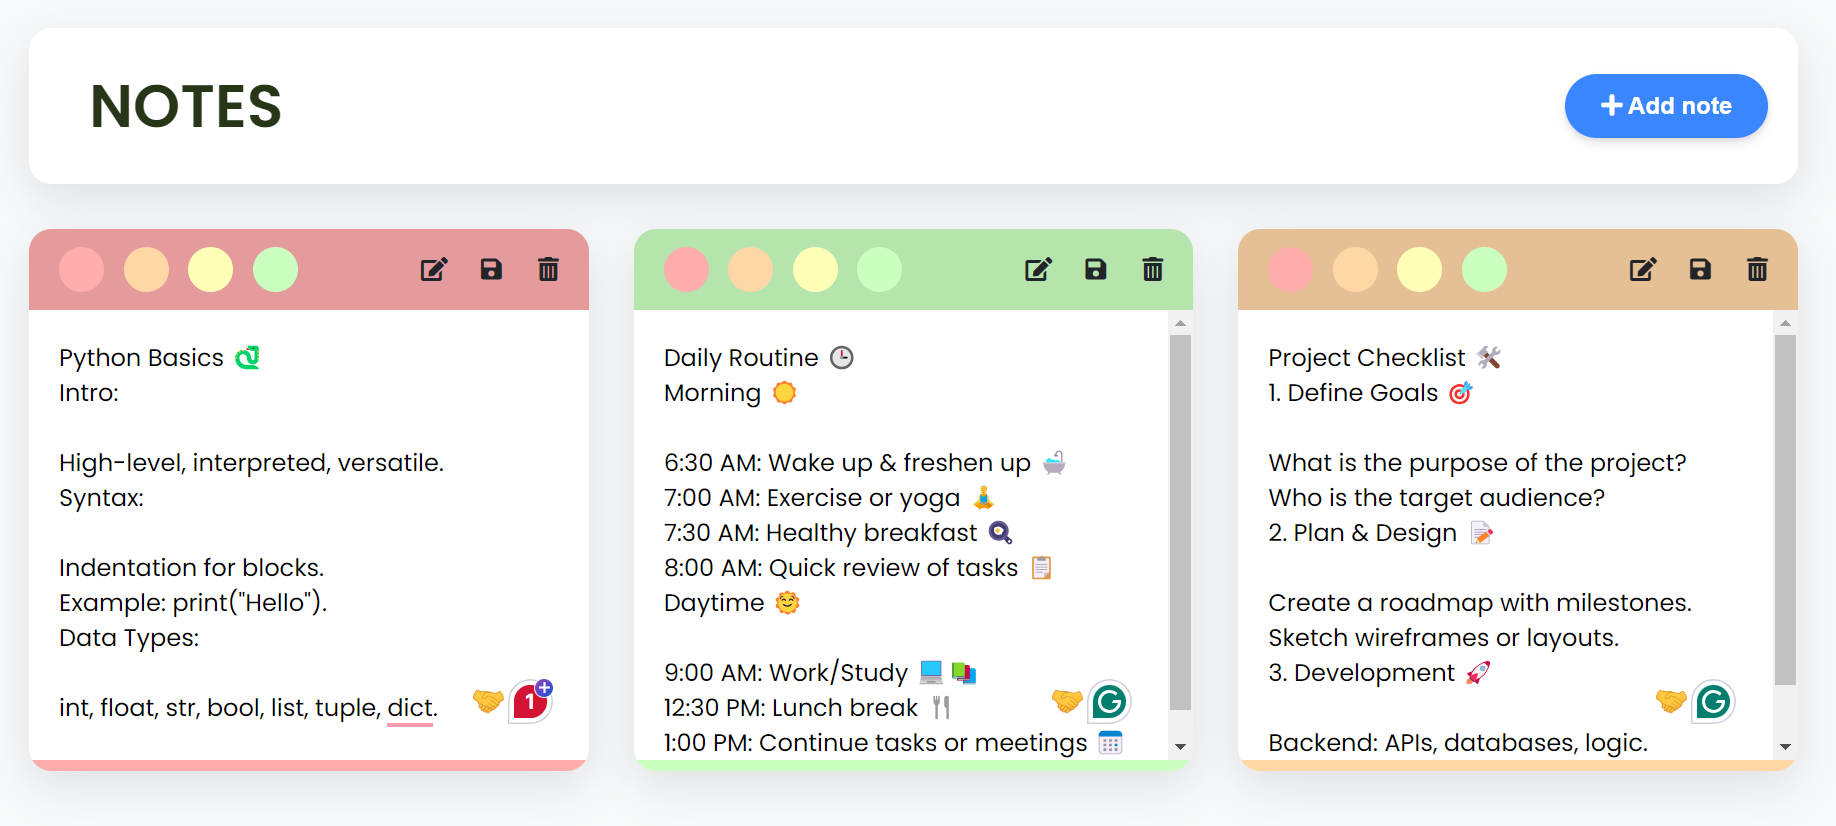 NOTES
Add note
Python Basics
Intro:
High-level, interpreted, versatile.
Syntax:
Indentation for blocks.
Example: print("Hello").
Data Types:
int, float, str, bool, list, tuple, dict.
1
Daily Routine
Morning
6:30 AM: Wake up & freshen up
7:00 AM: Exercise or yoga
7:30 AM: Healthy breakfast
8:00 AM: Quick review of tasks
Daytime
9:00 AM: Work/Study
12:30 PM: Lunch break
1:00 PM: Continue tasks or meetings
Project Checklist
1. Define Goals
What is the purpose of the project?
Who is the target audience?
2. Plan & Design
Create a roadmap with milestones.
Sketch wireframes or layouts.
3. Development
Backend: APIs, databases, logic.